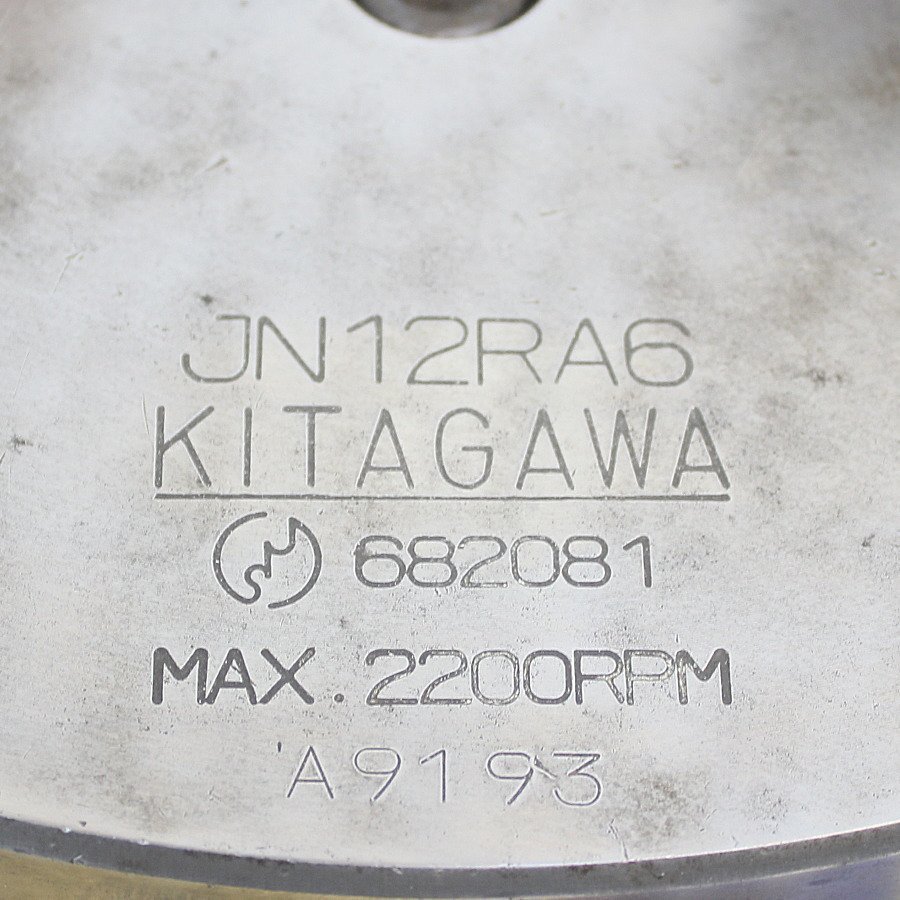 JN12RA6
KITAGAWA
682081
MAX. 2200RPM
A9193